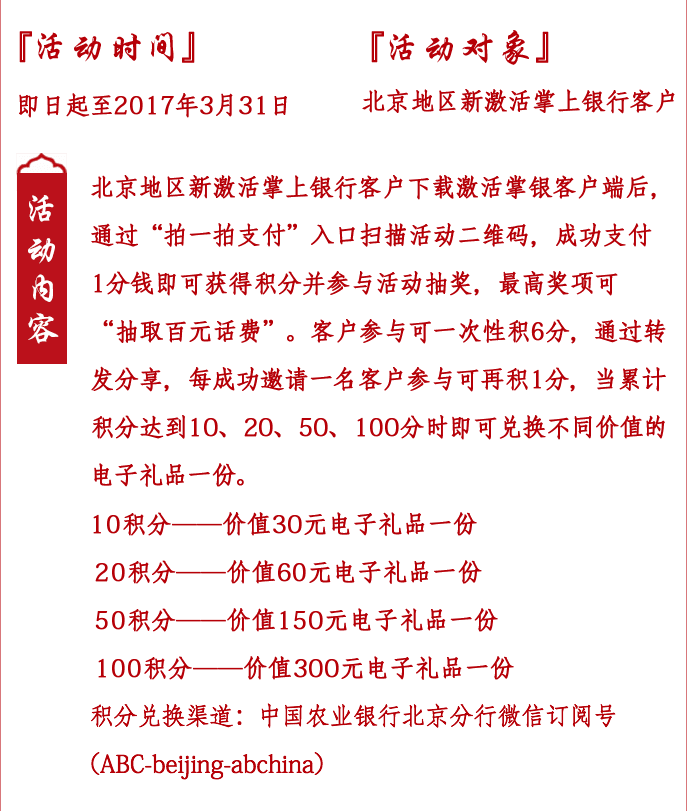 『活动时间』
即日起至2017年3月31日
『活动对象』
北京地区新激活掌上银行客户
活动内容
北京地区新激活掌上银行客户下载激活掌银客户端后，
通过“拍一拍支付”入口扫描活动二维码，成功支付
1分钱即可获得积分并参与活动抽奖，最高奖项可
“抽取百元话费”。客户参与可一次性积6分，通过转
发分享，每成功邀请一名客户参与可再积1分，当累计
积分达到10、20、50、100分时即可兑换不同价值的
电子礼品一份。
10积分——价值30元电子礼品一份
20积分——价值60元电子礼品一份
50积分——价值150元电子礼品一份
100积分——价值300元电子礼品一份
积分兑换渠道：中国农业银行北京分行微信订阅号
(ABC-beijing-abchina)